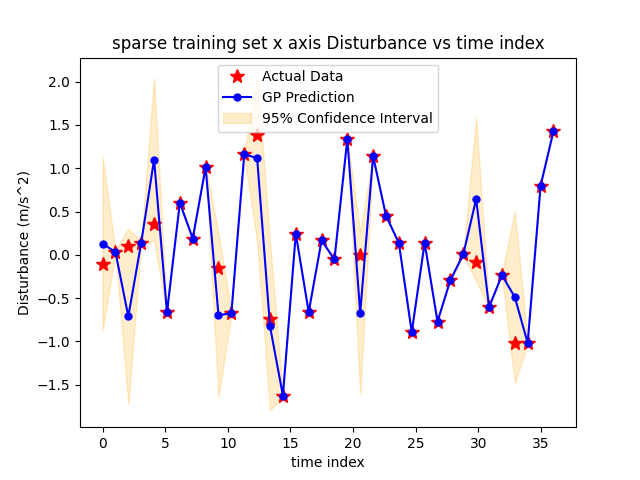 sparse training set x axis Disturbance vs time index
Actual Data
GP Prediction
95% Confidence Interval
Disturbance (m/s^2)
2.0
1.5
1.0
0.5
0.0
−0.5
−1.0
−1.5
0 5 10 15 20 25 30 35
time index